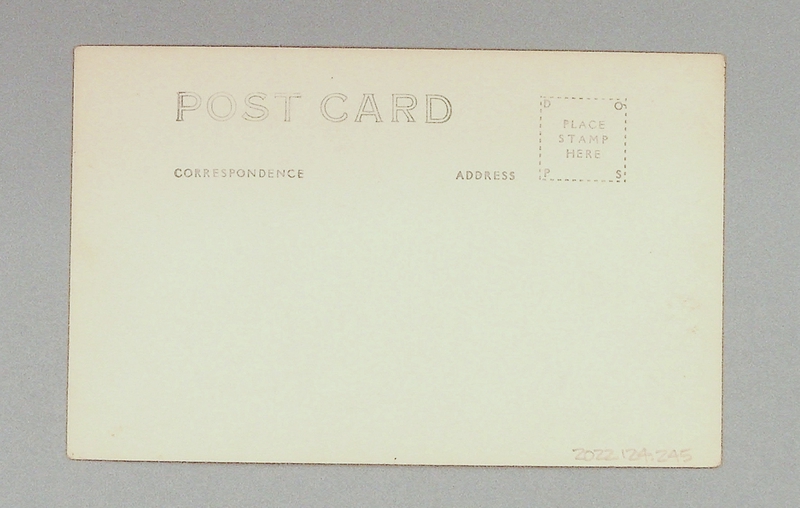 POST CARD
CORRESPONDENCE
ADDRESS
D O
PLACE
STAMP
HERE
P S
2022.124.245